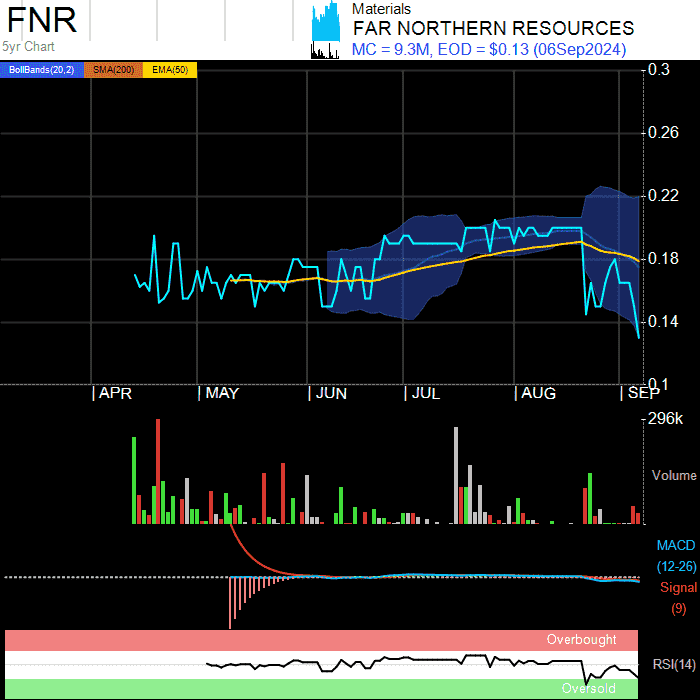 FNR
5yr Chart
Materials
FAR NORTHERN RESOURCES
MC = 9.3M, EOD = $0.13 (06Sep2024)
BollBands(20,2) SMA(200) EMA(50)
0.3
0.26
0.22
0.18
0.14
0.1
APR MAY JUN JUL AUG SEP
296k
Volume
MACD
(12-26)
Signal
(9)
Overbought
RSI(14)
Oversold